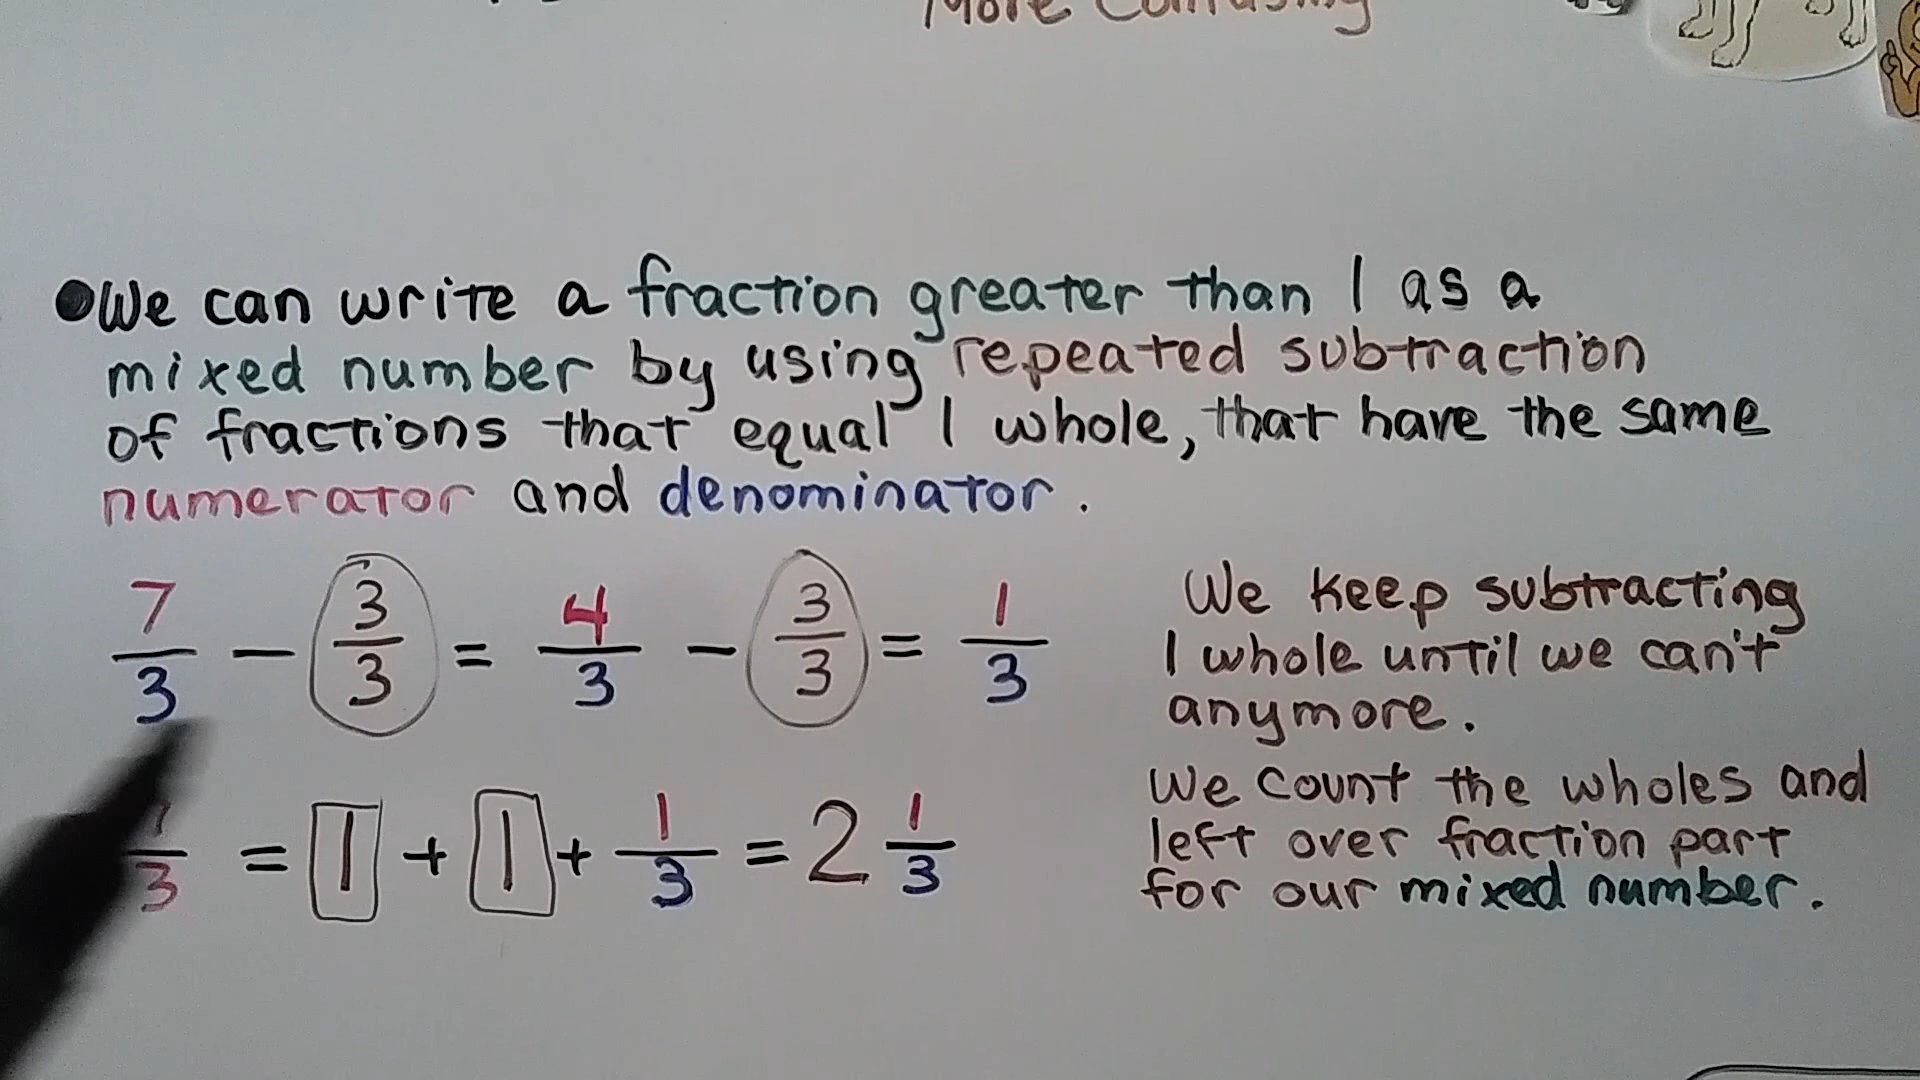 More Confusing
●We can write a fraction greater than 1 as a
mixed number by using repeated subtraction
of fractions that equal 1 whole, that have the same
numerator and denominator.
7/3 - 3/3 = 4/3 - 3/3 = 1/3
We keep subtracting
1 whole until we can't
anymore.
/3 = 1 + 1 + 1/3 = 2 1/3
We count the wholes and
left over fraction part
for our mixed number.